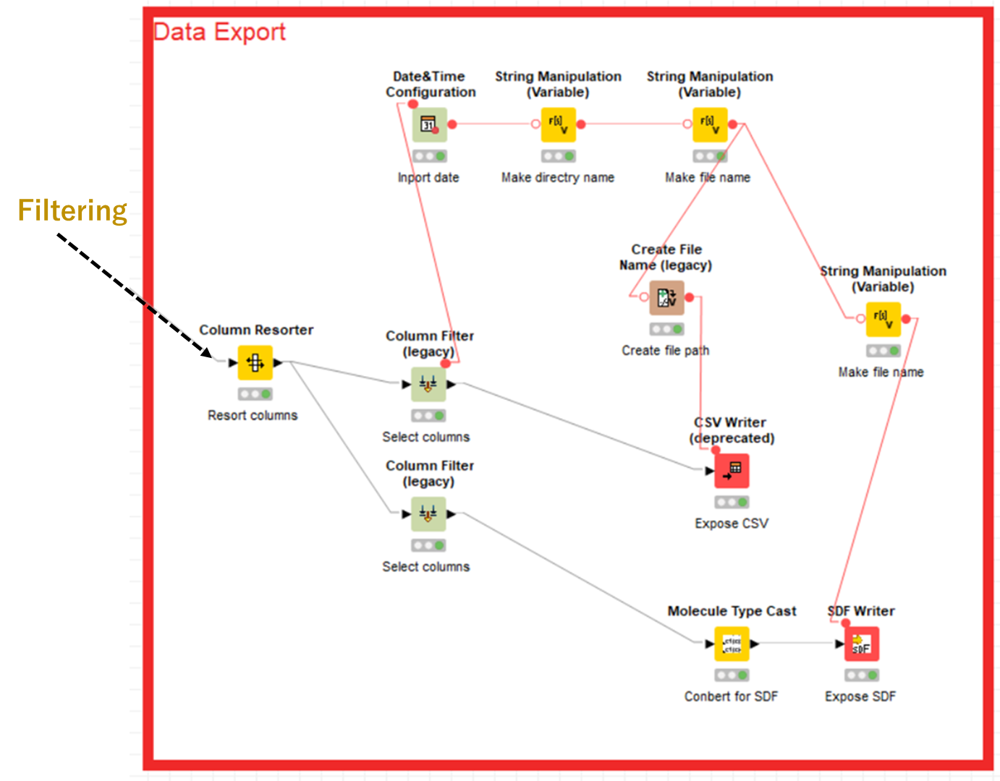 Data Export
Date&Time
Configuration
Inport date
String Manipulation
(Variable)
Make directry name
String Manipulation
(Variable)
Make file name
Filtering
Create File
Name (legacy)
Create file path
String Manipulation
(Variable)
Make file name
Column Resorter
Resort columns
Column Filter
(legacy)
Select columns
Column Filter
(legacy)
Select columns
CSV Writer
(deprecated)
Expose CSV
Molecule Type Cast
Conbert for SDF
SDF Writer
SDF
Expose SDF